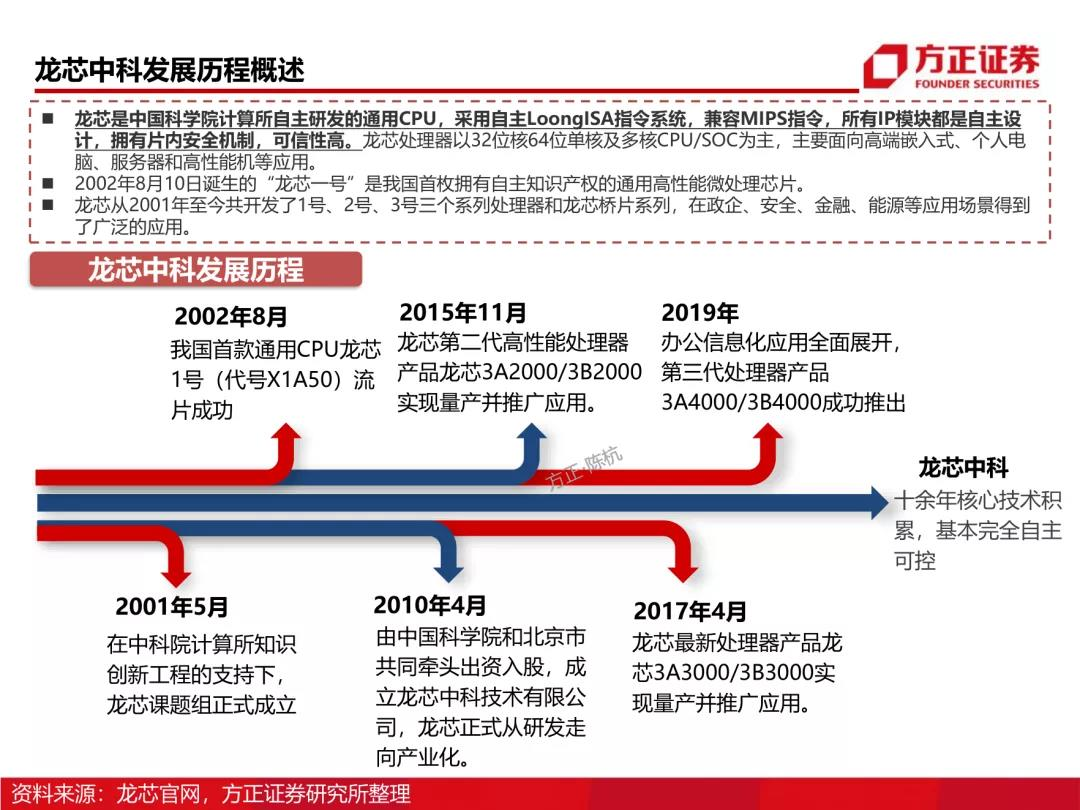 龙芯中科发展历程概述
方正证券
FOUNDER SECURITIES
■ 龙芯是中国科学院计算所自主研发的通用CPU，采用自主LoongISA指令系统，兼容MIPS指令，所有IP模块都是自主设
计，拥有片内安全机制，可信性高。龙芯处理器以32位核64位单核及多核CPU/SOC为主，主要面向高端嵌入式、个人电
脑、服务器和高性能机等应用。
■ 2002年8月10日诞生的“龙芯一号”是我国首枚拥有自主知识产权的通用高性能微处理芯片。
■ 龙芯从2001年至今共开发了1号、2号、3号三个系列处理器和龙芯桥片系列，在政企、安全、金融、能源等应用场景得到
了广泛的应用。
龙芯中科发展历程
2002年8月
我国首款通用CPU龙芯
1号（代号X1A50）流
片成功
2015年11月
龙芯第二代高性能处理器
产品龙芯3A2000/3B2000
实现量产并推广应用。
2019年
办公信息化应用全面展开，
第三代处理器产品
3A4000/3B4000成功推出
方正·陈杭
龙芯中科
十余年核心技术积
累，基本完全自主
可控
2001年5月
在中科院计算所知识
创新工程的支持下，
龙芯课题组正式成立
2010年4月
由中国科学院和北京市
共同牵头出资入股，成
立龙芯中科技术有限公
司，龙芯正式从研发走
向产业化。
2017年4月
龙芯最新处理器产品龙
芯3A3000/3B3000实
现量产并推广应用。
资料来源：龙芯官网，方正证券研究所整理